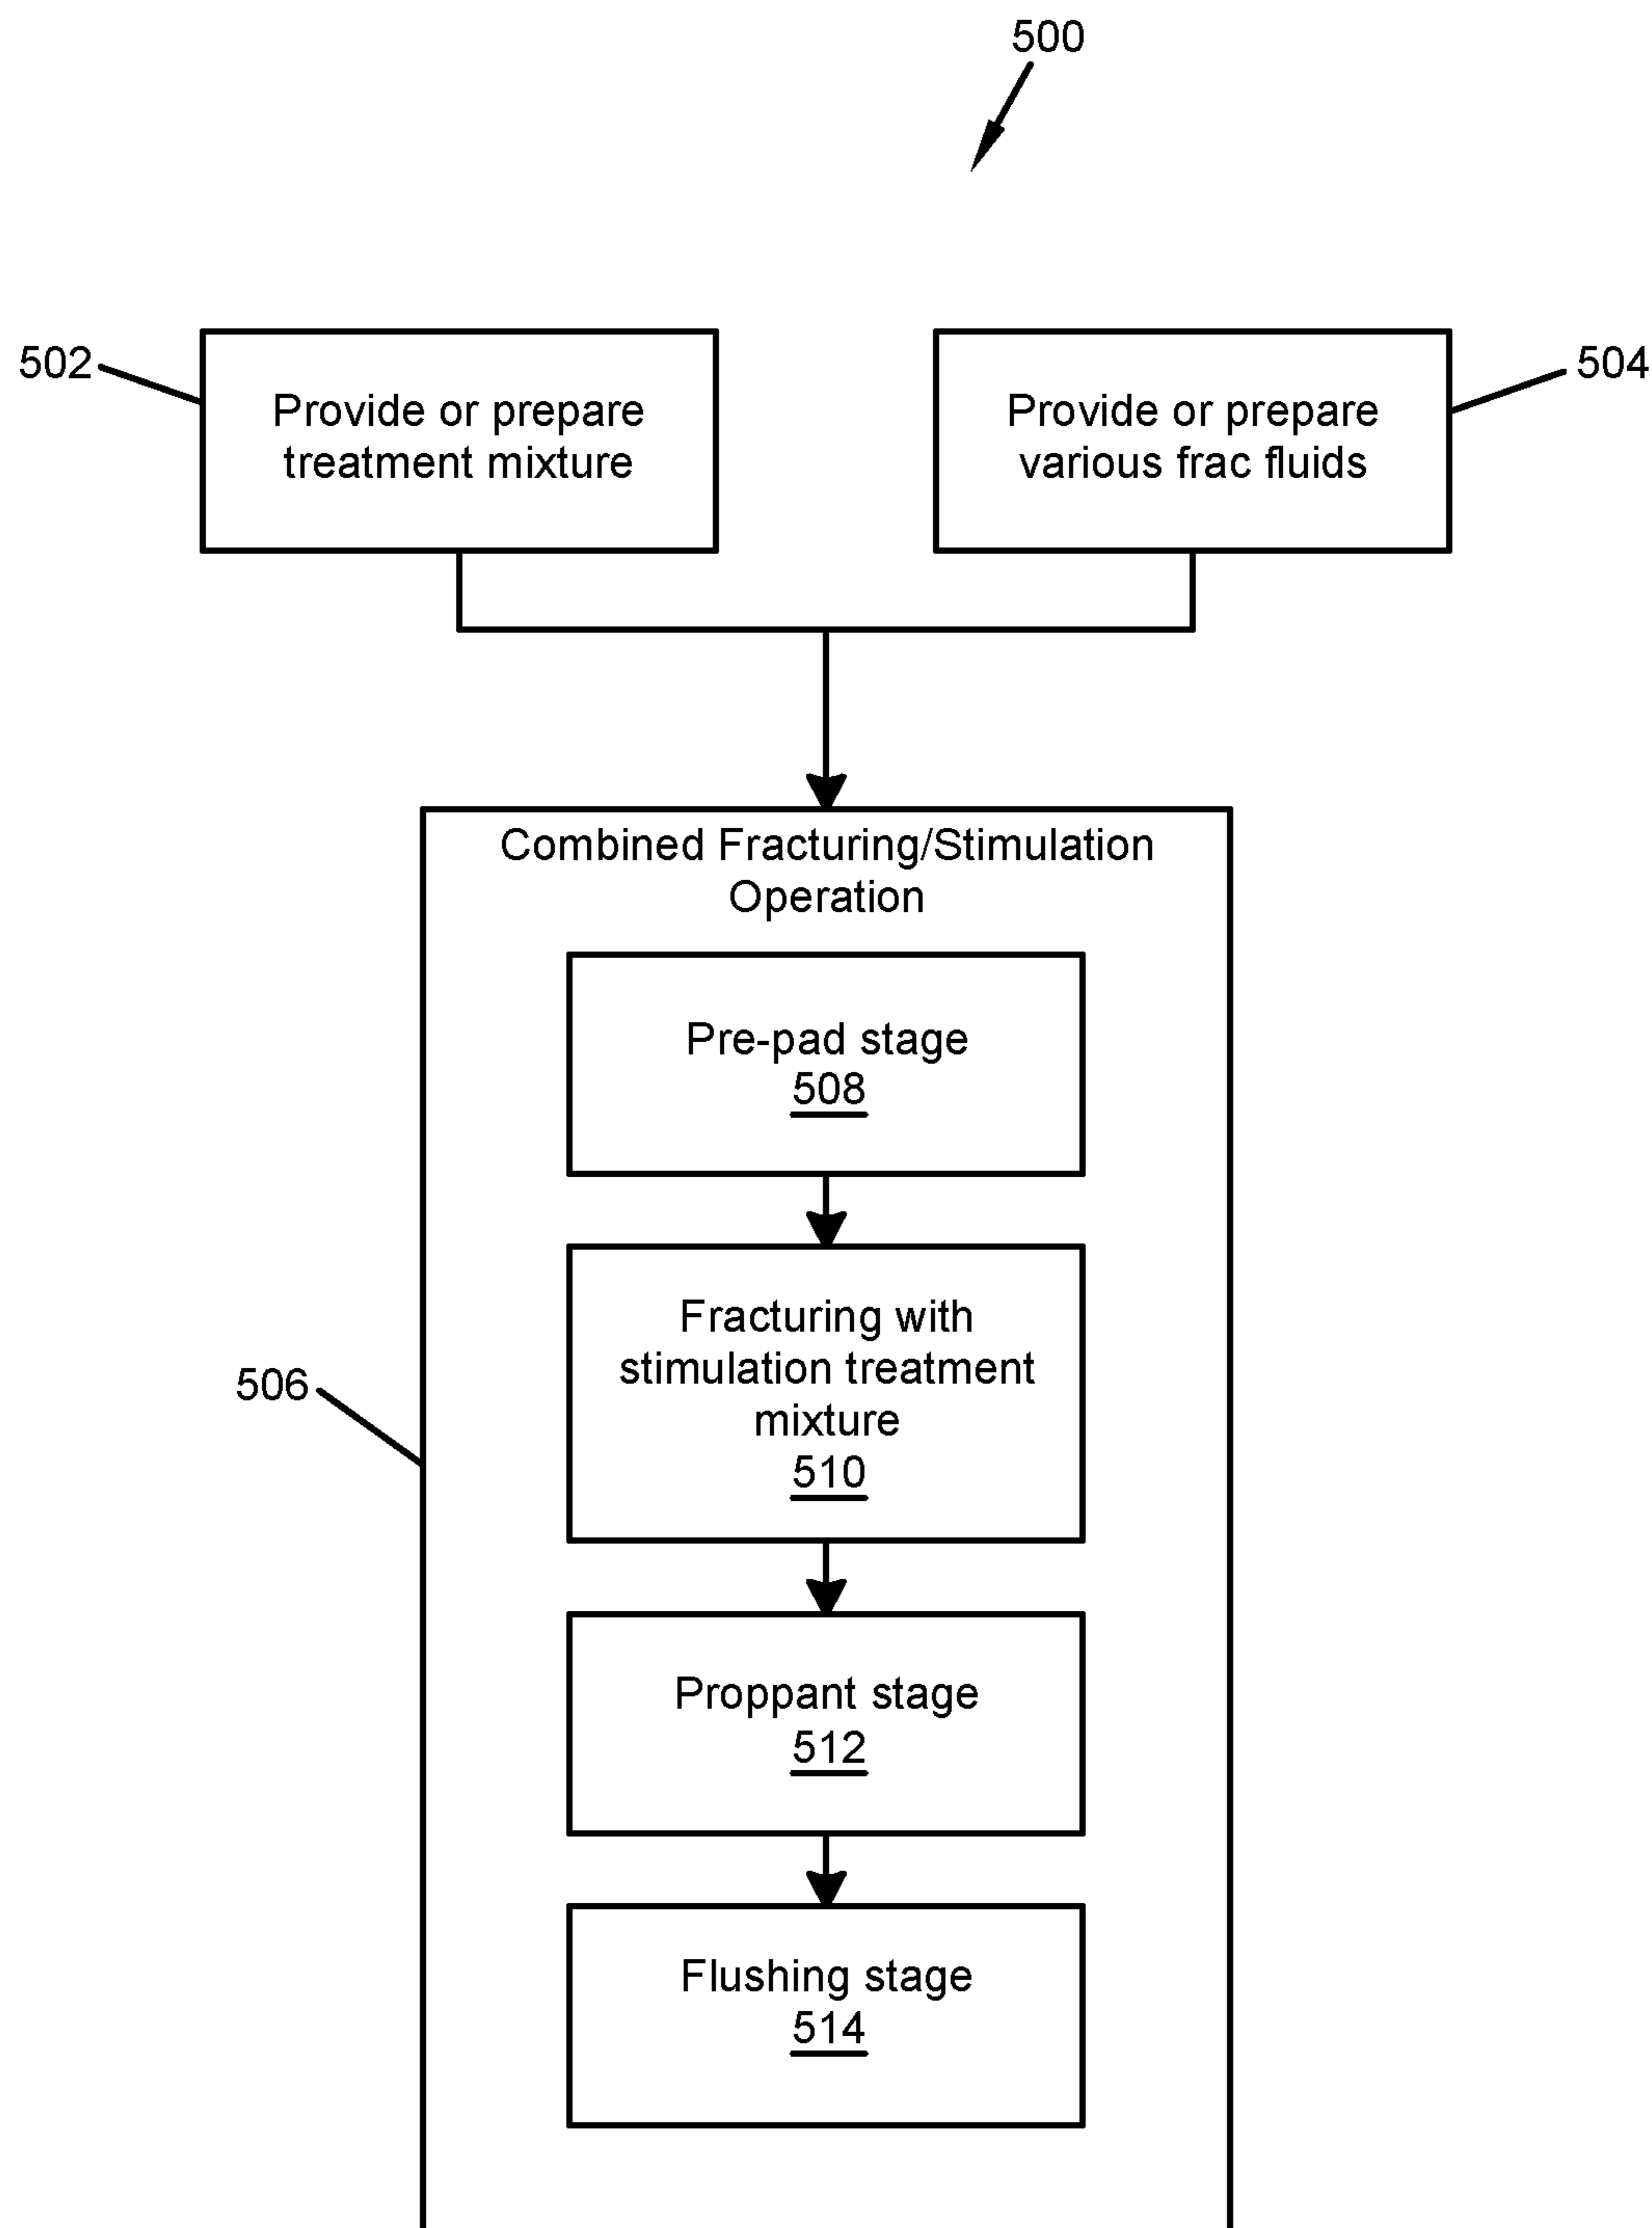 500
502
Provide or prepare
treatment mixture
Provide or prepare
various frac fluids
504
Combined Fracturing/Stimulation
Operation
Pre-pad stage
508
Fracturing with
stimulation treatment
mixture
510
506
Proppant stage
512
Flushing stage
514